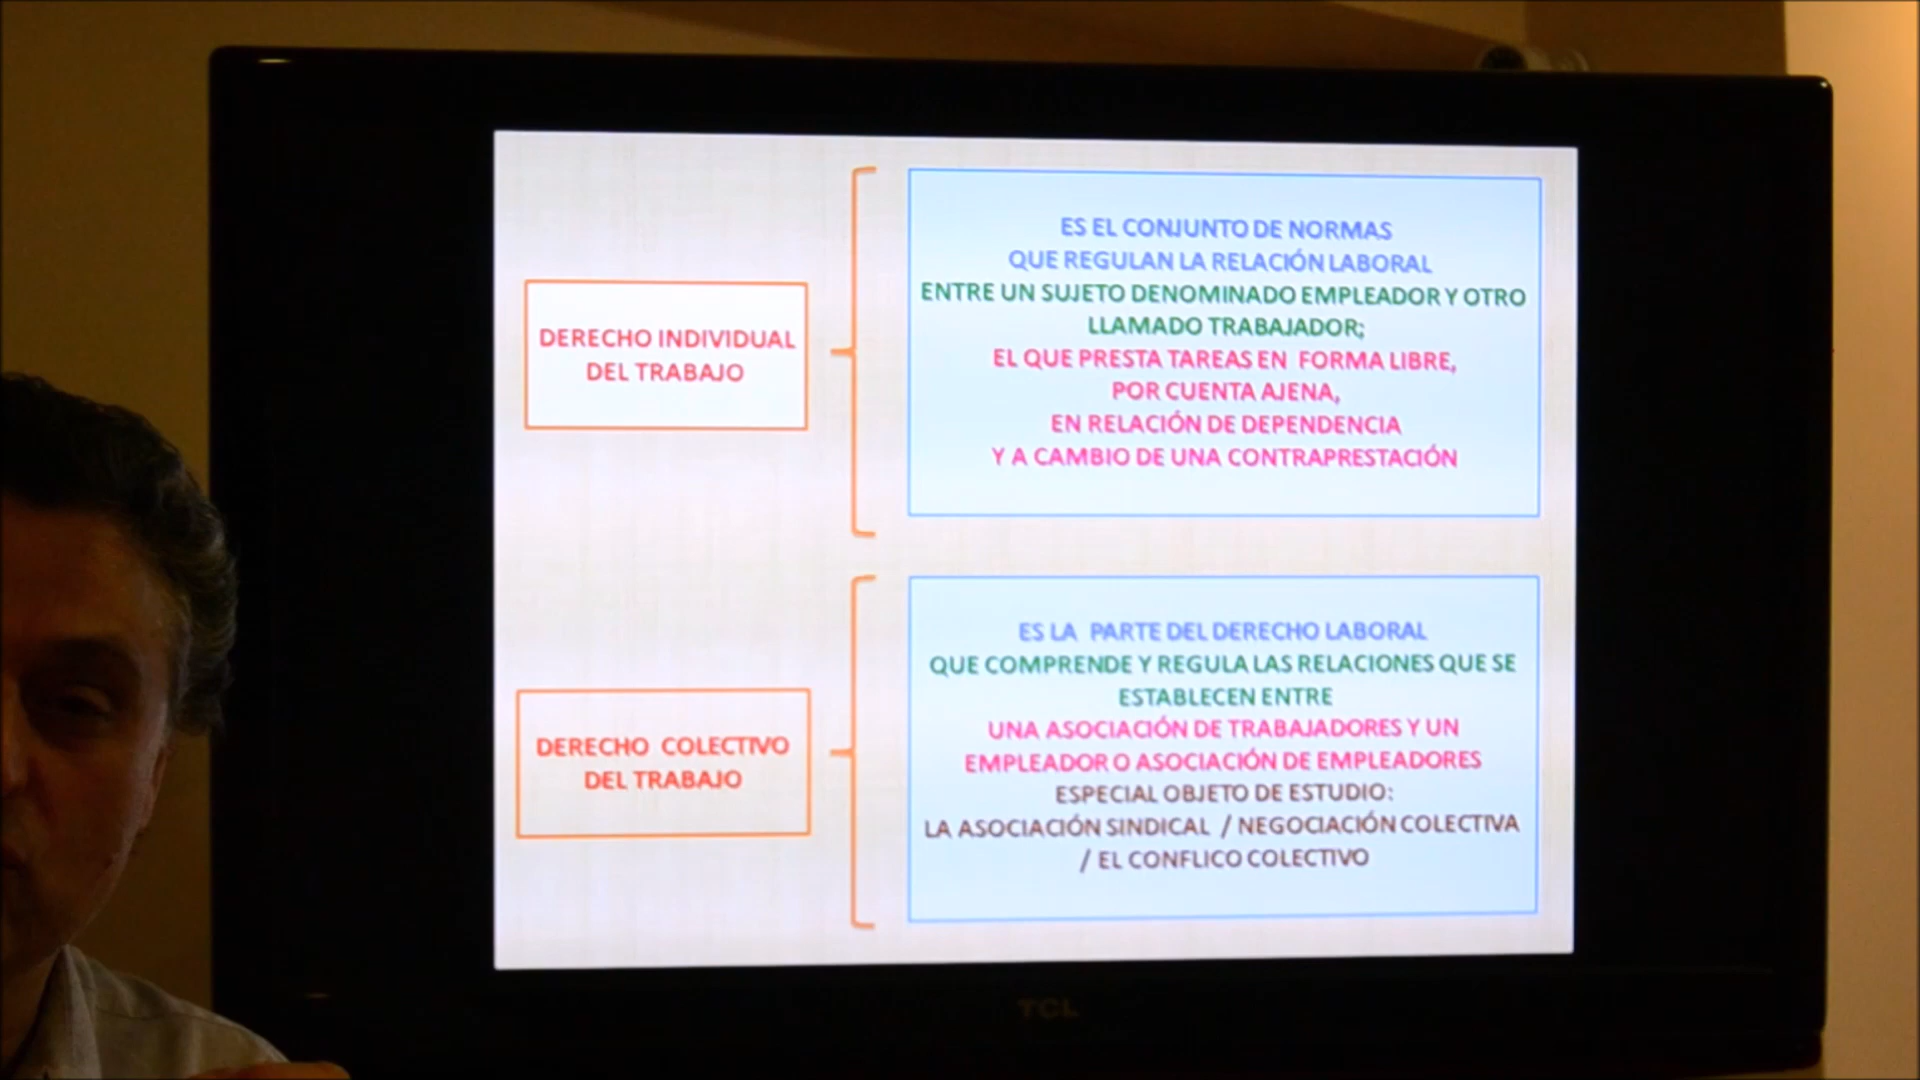 DERECHO INDIVIDUAL
DEL TRABAJO
ES EL CONJUNTO DE NORMAS
QUE REGULAN LA RELACIÓN LABORAL
ENTRE UN SUJETO DENOMINADO EMPLEADOR Y OTRO
LLAMADO TRABAJADOR;
EL QUE PRESTA TAREAS EN FORMA LIBRE,
POR CUENTA AJENA,
EN RELACIÓN DE DEPENDENCIA
Y A CAMBIO DE UNA CONTRAPRESTACIÓN
DERECHO COLECTIVO
DEL TRABAJO
ES LA PARTE DEL DERECHO LABORAL
QUE COMPRENDE Y REGULA LAS RELACIONES QUE SE
ESTABLECEN ENTRE
UNA ASOCIACIÓN DE TRABAJADORES Y UN
EMPLEADOR O ASOCIACIÓN DE EMPLEADORES
ESPECIAL OBJETO DE ESTUDIO:
LA ASOCIACIÓN SINDICAL / NEGOCIACIÓN COLECTIVA
/ EL CONFLICO COLECTIVO
TCL